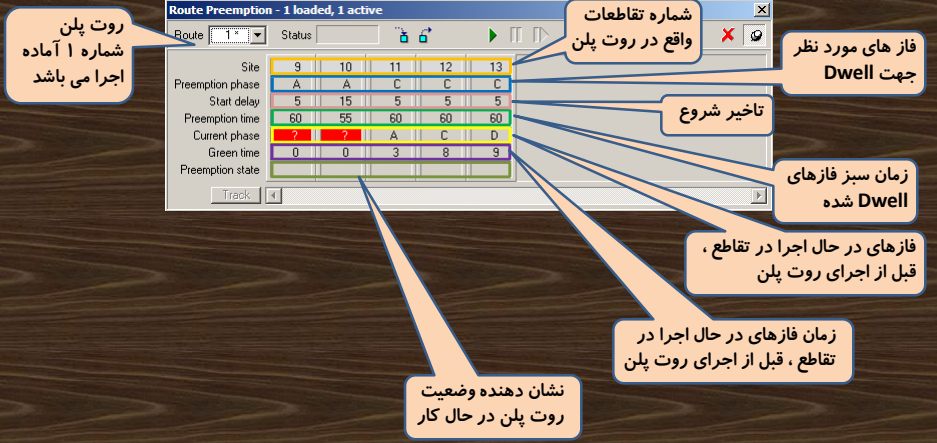 Route Preemption - 1 loaded, 1 active
Route 1 * Status
Site 9 10 11 12 13
Preemption phase A A C C C
Start delay 5 15 5 5 5
Preemption time 60 55 60 60 60
Current phase ? ? A C D
Green time 0 0 3 8 9
Preemption state
Track
روت پلن
شماره ۱ آماده
اجرا می باشد
شماره تقاطعات
واقع در روت پلن
فاز های مورد نظر
جهت Dwell
تاخیر شروع
زمان سبز فازهای
Dwell شده
فازهای در حال اجرا در تقاطع ،
قبل از اجرای روت پلن
زمان فازهای در حال اجرا در
تقاطع ، قبل از اجرای روت پلن
نشان دهنده وضعیت
روت پلن در حال کار